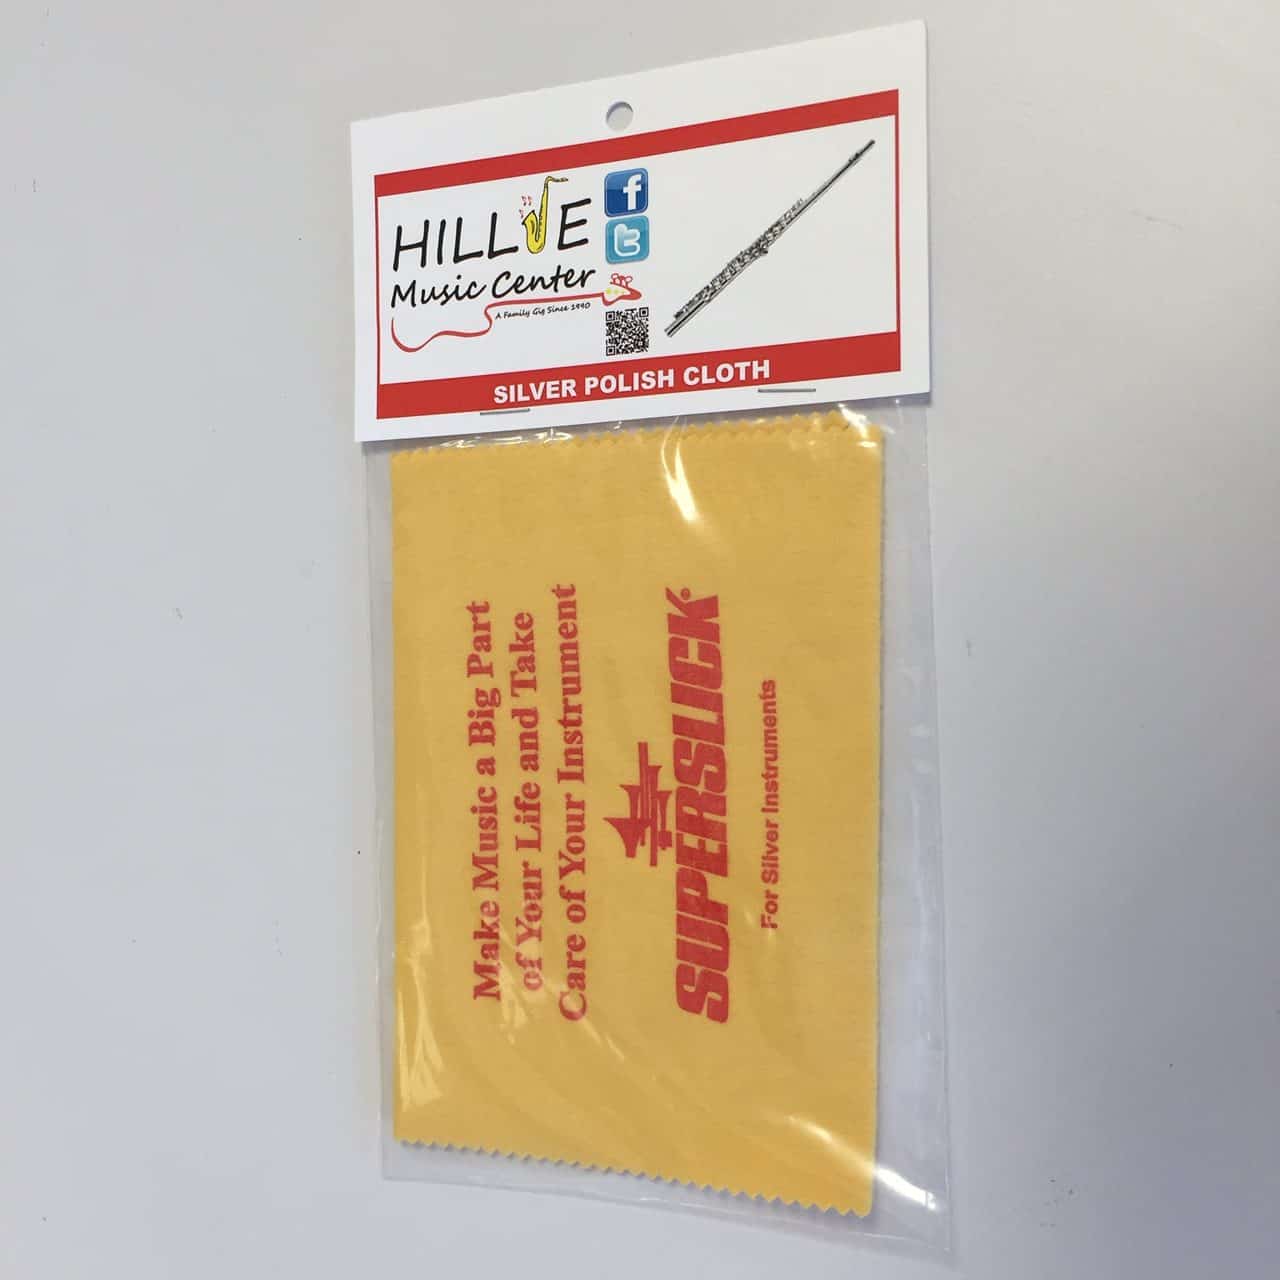 HILLJE
Music Center
A Family Gig Since 1990
f
t
SILVER POLISH CLOTH
Make Music a Big Part
of Your Life and Take
Care of Your Instrument
SUPERSLICK®
For Silver Instruments